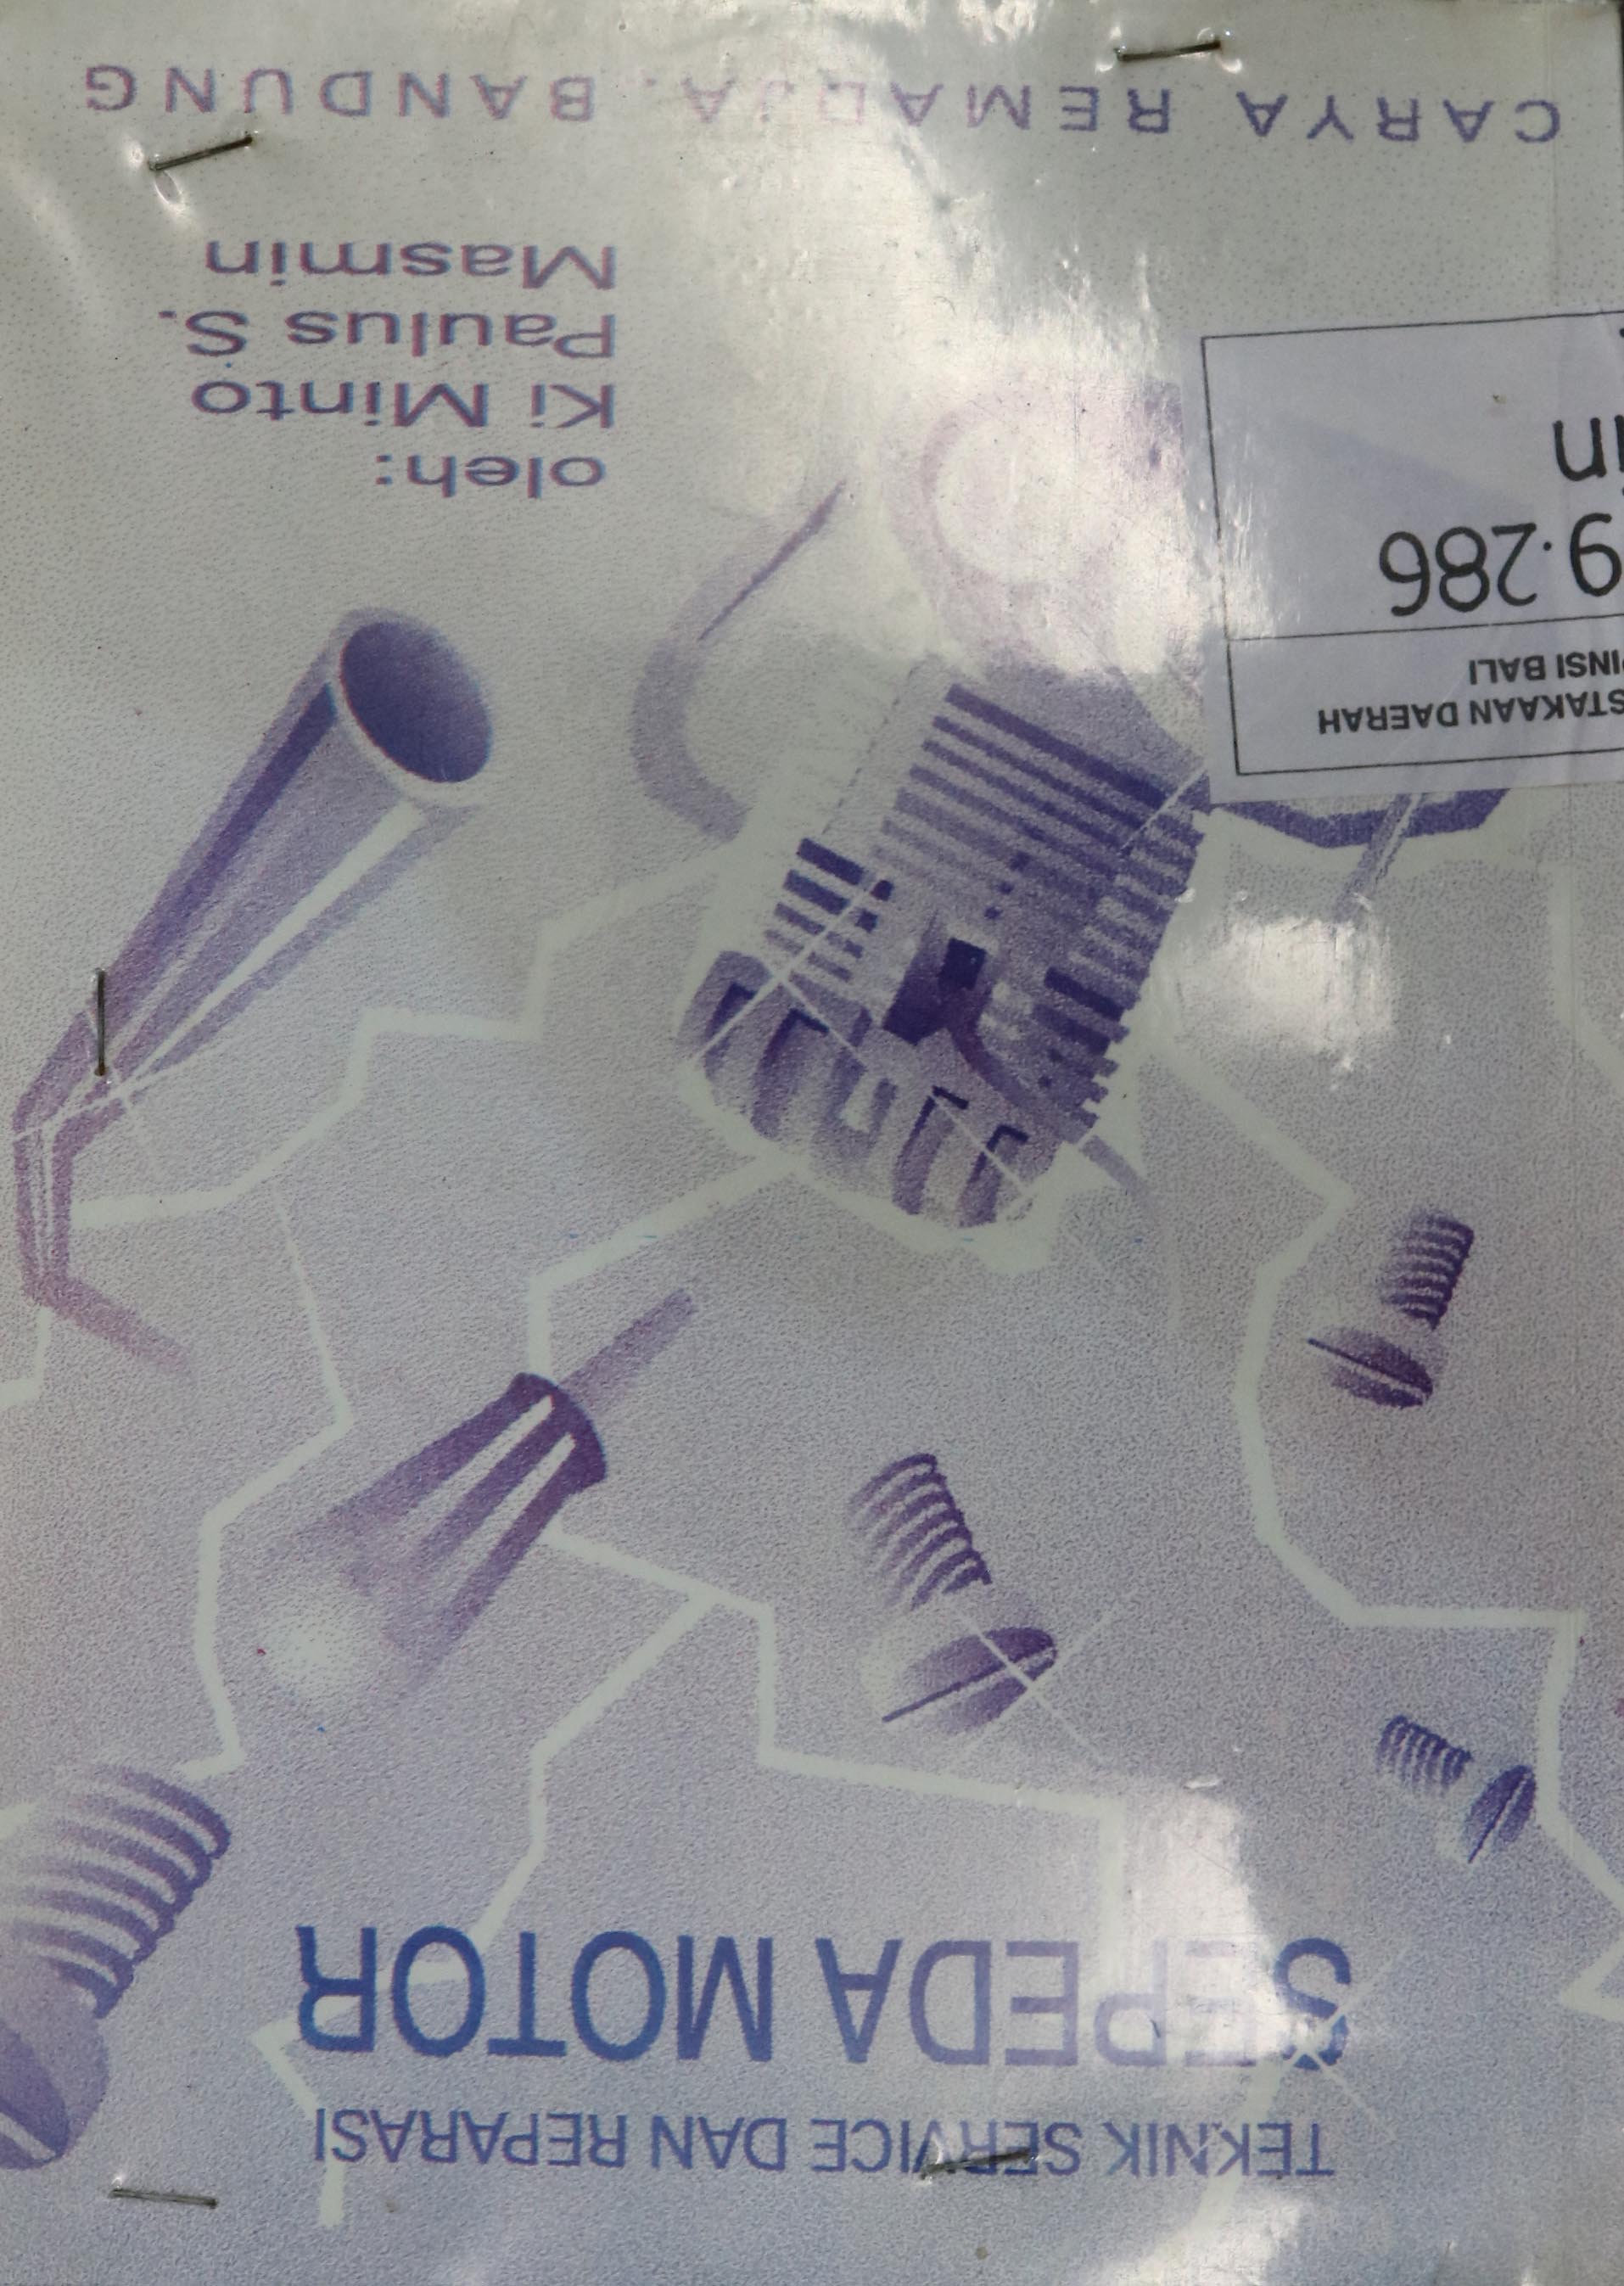 TEKNIK SERVICE DAN REPARASI
SEPEDA MOTOR
STAKAAN DAERAH
PINSI BALI
9.286
in
oleh:
Ki Minto
Paulus S.
Masmin
CARYA REMADJA. BANDUNG